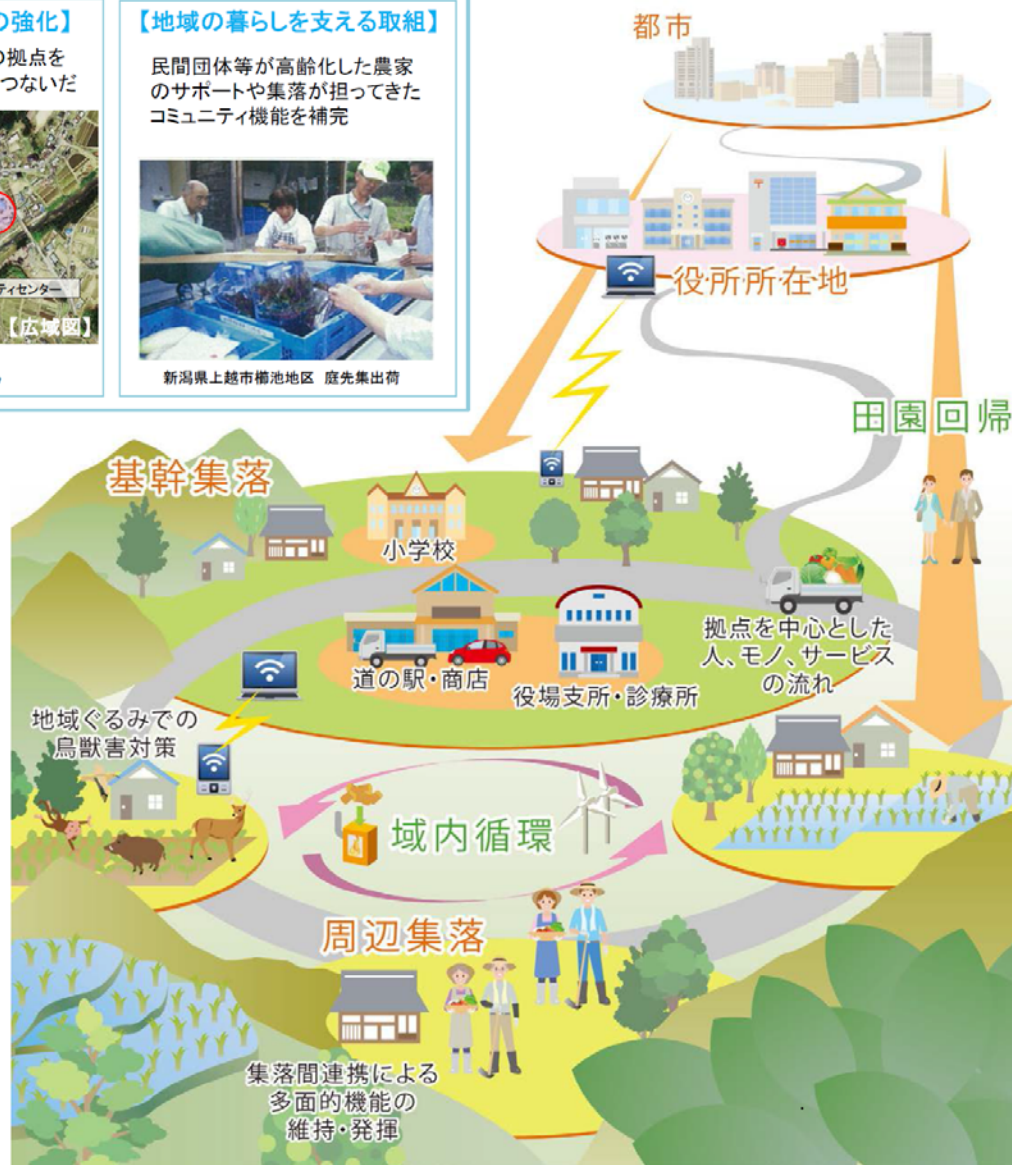 の強化】
の拠点を
つないだ
ティセンター
【広域図】
【地域の暮らしを支える取組】
民間団体等が高齢化した農家
のサポートや集落が担ってきた
コミュニティ機能を補完
新潟県上越市櫛池地区 庭先集出荷
都市
役所所在地
田園回帰
基幹集落
小学校
道の駅・商店
役場支所・診療所
拠点を中心とした
人、モノ、サービス
の流れ
地域ぐるみでの
鳥獣害対策
域内循環
周辺集落
集落間連携による
多面的機能の
維持・発揮